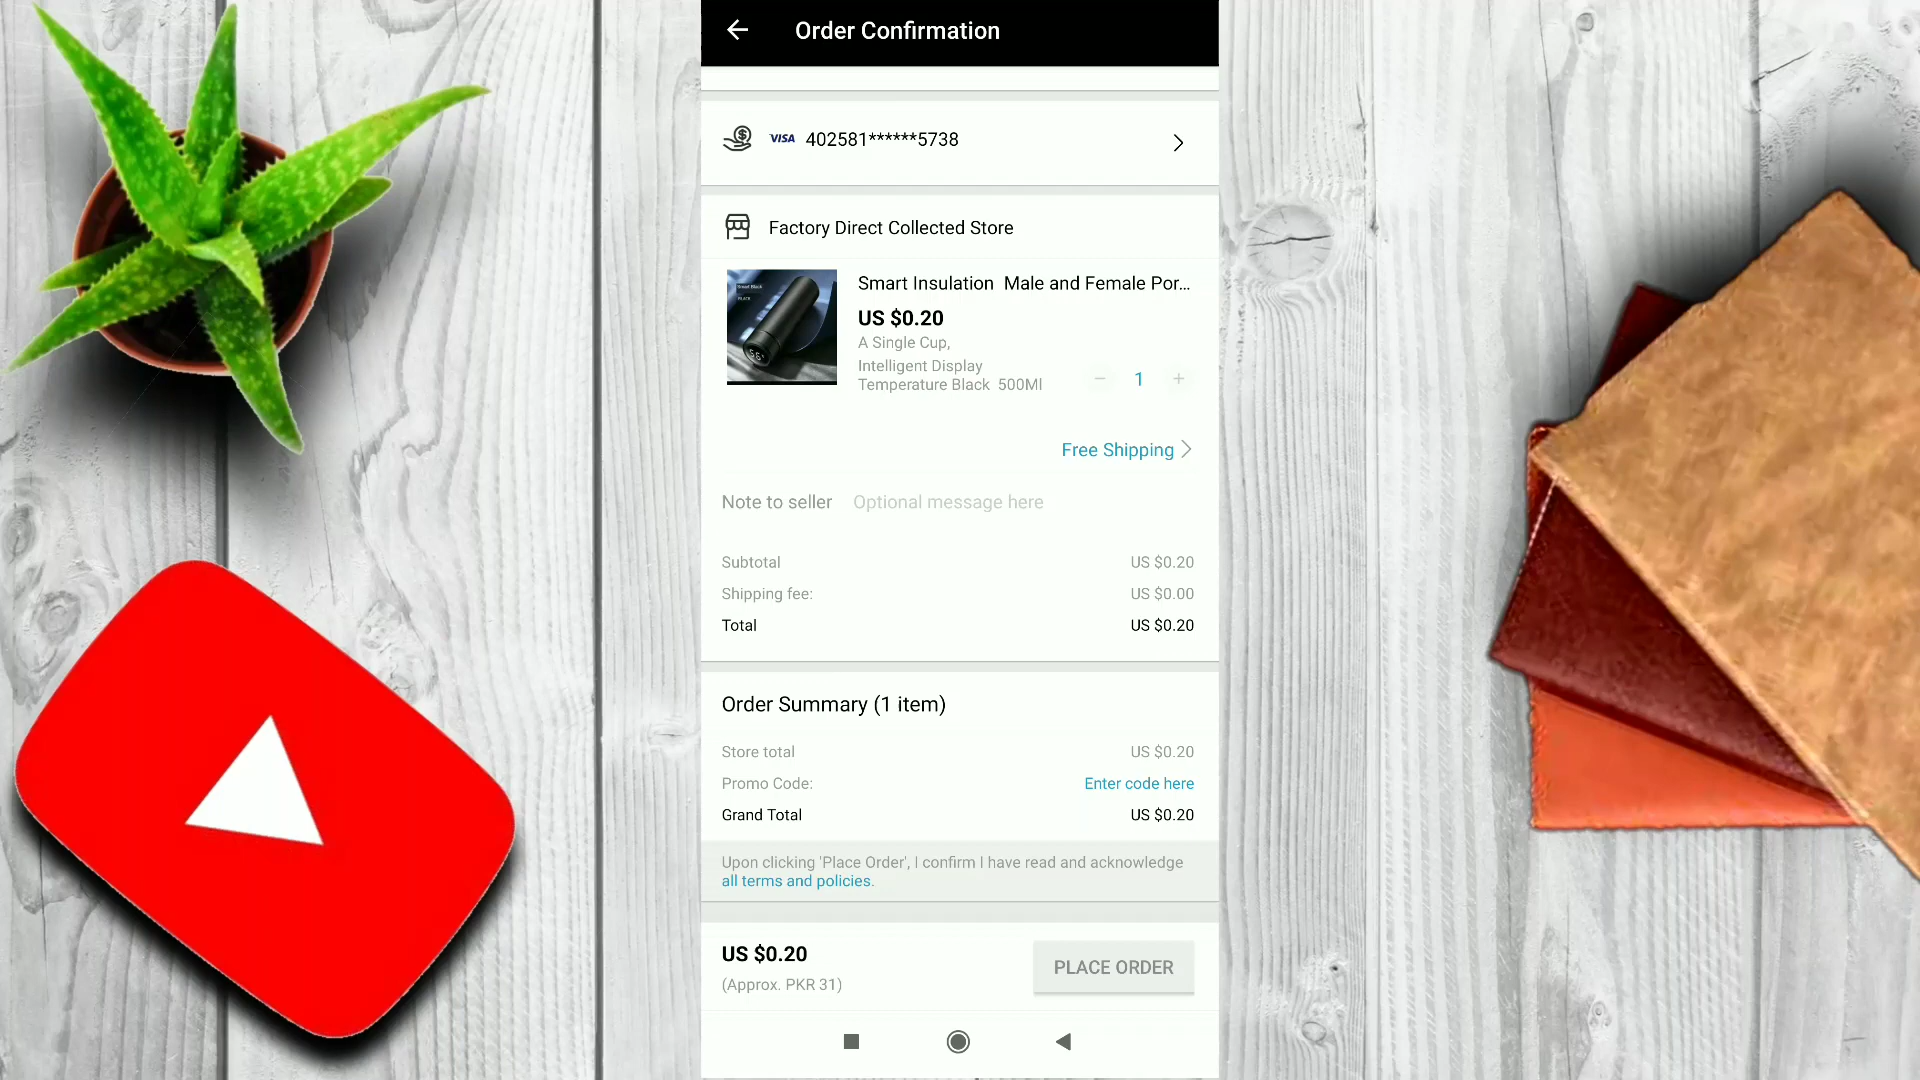 Order Confirmation
VISA 402581******5738
Factory Direct Collected Store
Smart Insulation Male and Female Por...
US $0.20
A Single Cup,
Intelligent Display
Temperature Black 500Ml
1
Free Shipping
Note to seller Optional message here
Subtotal US $0.20
Shipping fee: US $0.00
Total US $0.20
Order Summary (1 item)
Store total US $0.20
Promo Code: Enter code here
Grand Total US $0.20
Upon clicking 'Place Order', I confirm I have read and acknowledge
all terms and policies.
US $0.20
(Approx. PKR 31)
PLACE ORDER